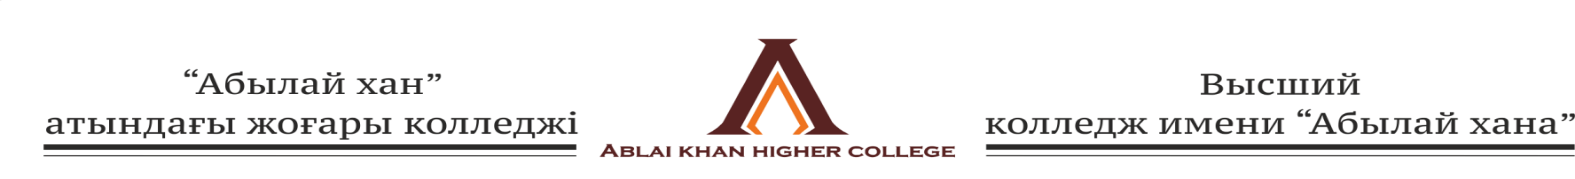 “Абылай хан”
атындағы жоғары колледжі
ABLAI KHAN HIGHER COLLEGE
Высший
колледж имени “Абылай хана”